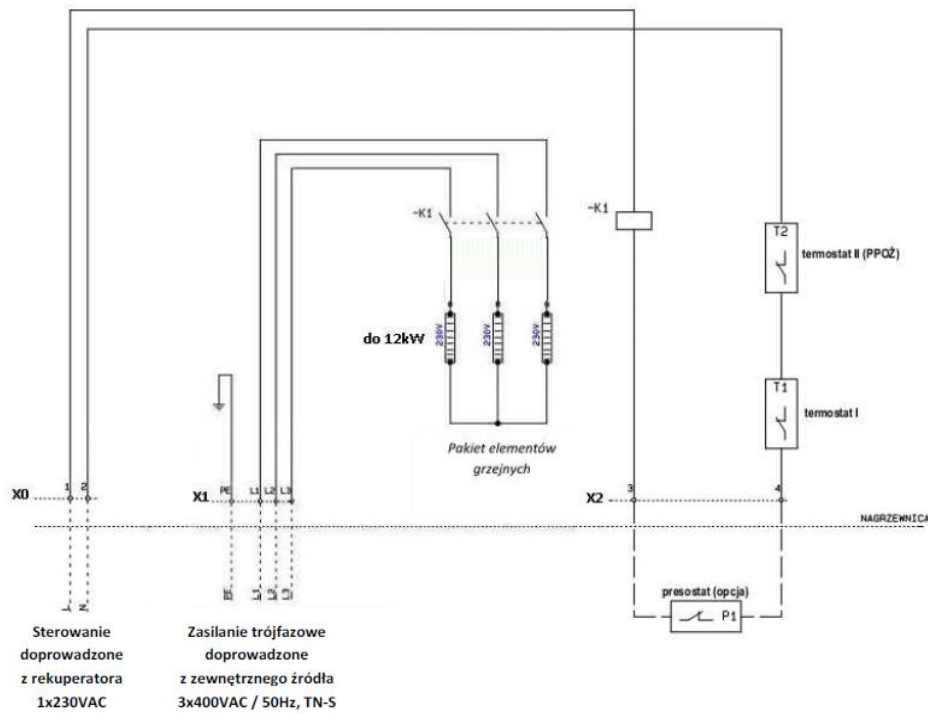 -K1
-K1
T2
termostat II (PPOŻ)
230V
230V
230V
do 12kW
T1
termostat I
Pakiet elementów
grzejnych
1
2
PE
L1
L2
L3
3
4
X0
X1
X2
NAGRZEWNICA
L
N
PE
L1
L2
L3
presostat (opcja)
P1
Sterowanie
doprowadzone
z rekuperatora
1x230VAC
Zasilanie trójfazowe
doprowadzone
z zewnętrznego źródła
3x400VAC / 50Hz, TN-S